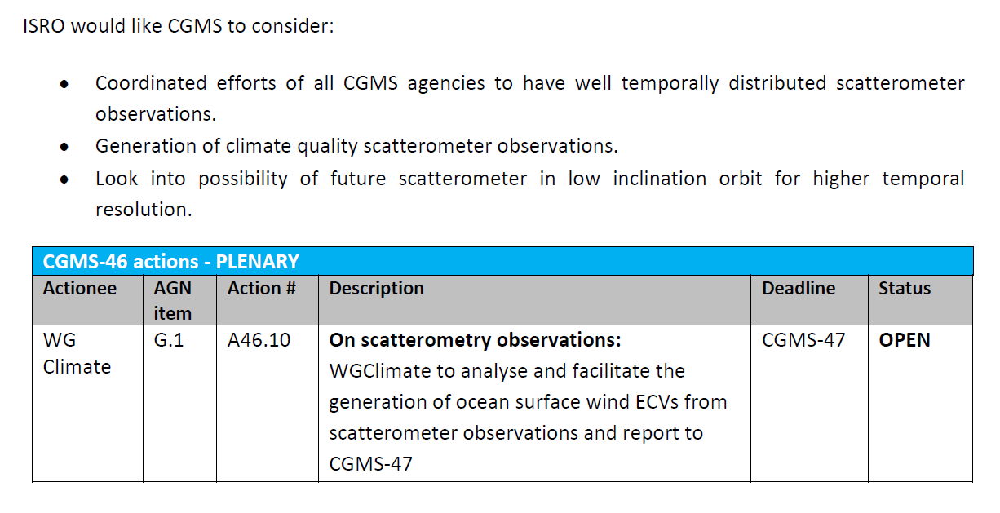 ISRO would like CGMS to consider:
• Coordinated efforts of all CGMS agencies to have well temporally distributed scatterometer
observations.
• Generation of climate quality scatterometer observations.
• Look into possibility of future scatterometer in low inclination orbit for higher temporal
resolution.
CGMS-46 actions - PLENARY
Actionee AGN item Action # Description Deadline Status
WG Climate G.1 A46.10 On scatterometry observations: CGMS-47 OPEN
WGClimate to analyse and facilitate the
generation of ocean surface wind ECVs from
scatterometer observations and report to
CGMS-47